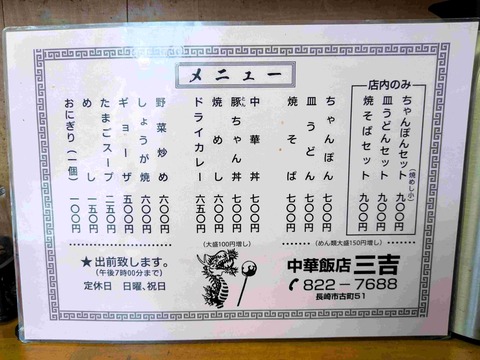 メニュー
店内のみ
ちゃんぽんセット(焼めし小) 九〇〇円
皿うどんセット 九〇〇円
焼そばセット 九〇〇円
ちゃんぽん 七〇〇円
皿うどん 七〇〇円
焼そば 七〇〇円
(めん類大盛150円増し)
中華丼 七〇〇円
豚ちゃん丼 七〇〇円
焼めし 六〇〇円
ドライカレー 六五〇円
(大盛100円増し)
野菜炒め 六〇〇円
しょうが焼 六〇〇円
ギョーザ 五〇〇円
たまごスープ 二五〇円
めし 一五〇円
おにぎり(一個) 一〇〇円
★出前致します。
(午後7時00分まで)
定休日 日曜、祝日
中華飯店 三吉
822-7688
長崎市古町51